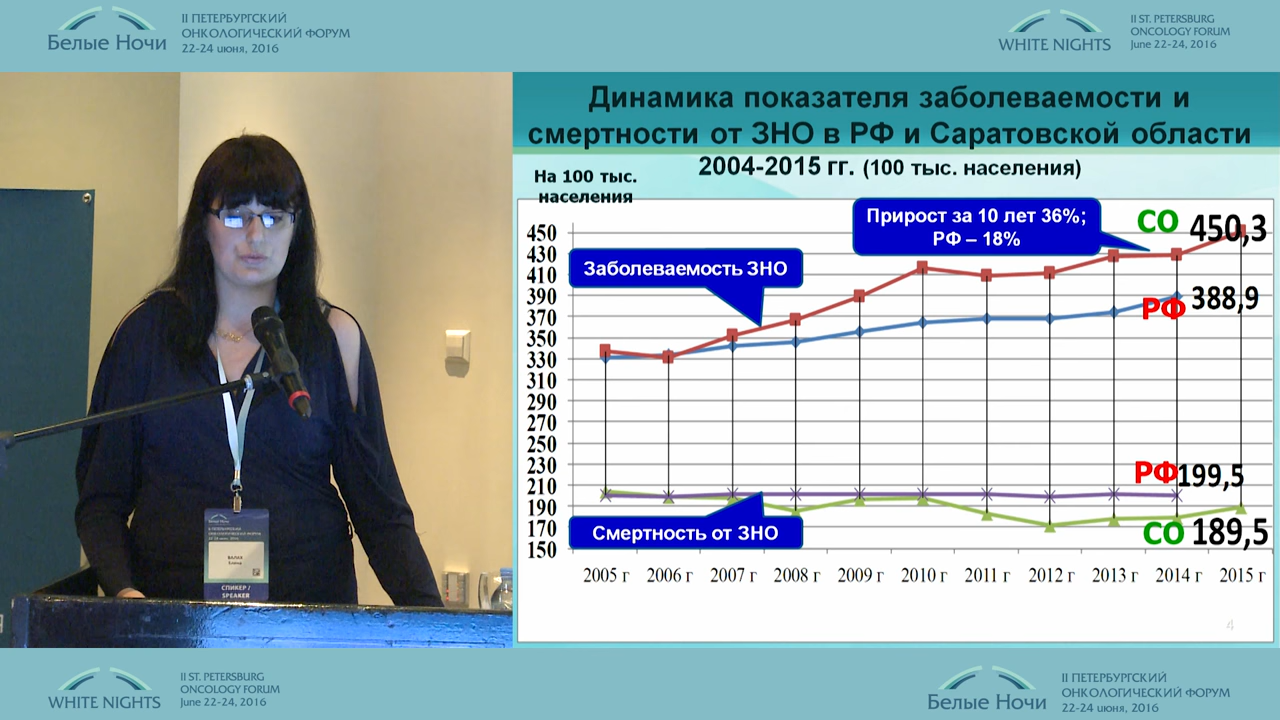 Белые Ночи
II ПЕТЕРБУРГСКИЙ
ОНКОЛОГИЧЕСКИЙ ФОРУМ
22-24 июня, 2016
WHITE NIGHTS
II ST. PETERSBURG
ONCOLOGY FORUM
June 22-24, 2016
Динамика показателя заболеваемости и
смертности от ЗНО в РФ и Саратовской области
2004-2015 гг. (100 тыс. населения)
На 100 тыс.
населения
Прирост за 10 лет 36%;
РФ – 18%
СО 450,3
Заболеваемость ЗНО
РФ 388,9
450
430
410
390
370
350
330
310
290
270
250
230
210
190
170
150
РФ 199,5
Смертность от ЗНО
СО 189,5
2005 г 2006 г 2007 г 2008 г 2009 г 2010 г 2011 г 2012 г 2013 г 2014 г 2015 г
4
Белые Ночи
СПИКЕР /
SPEAKER
WHITE NIGHTS
II ST. PETERSBURG
ONCOLOGY FORUM
June 22-24, 2016
Белые Ночи
II ПЕТЕРБУРГСКИЙ
ОНКОЛОГИЧЕСКИЙ ФОРУМ
22-24 июня, 2016